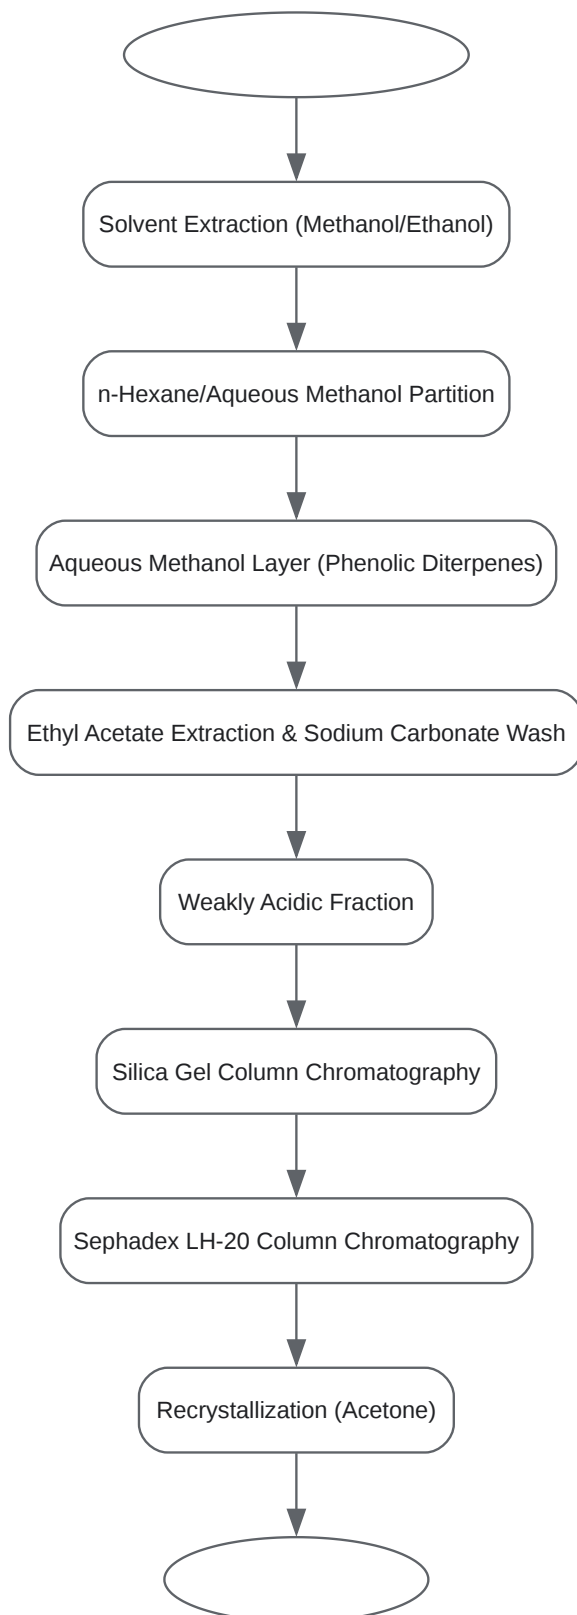 Solvent Extraction (Methanol/Ethanol)
n-Hexane/Aqueous Methanol Partition
Aqueous Methanol Layer (Phenolic Diterpenes)
Ethyl Acetate Extraction & Sodium Carbonate Wash
Weakly Acidic Fraction
Silica Gel Column Chromatography
Sephadex LH-20 Column Chromatography
Recrystallization (Acetone)